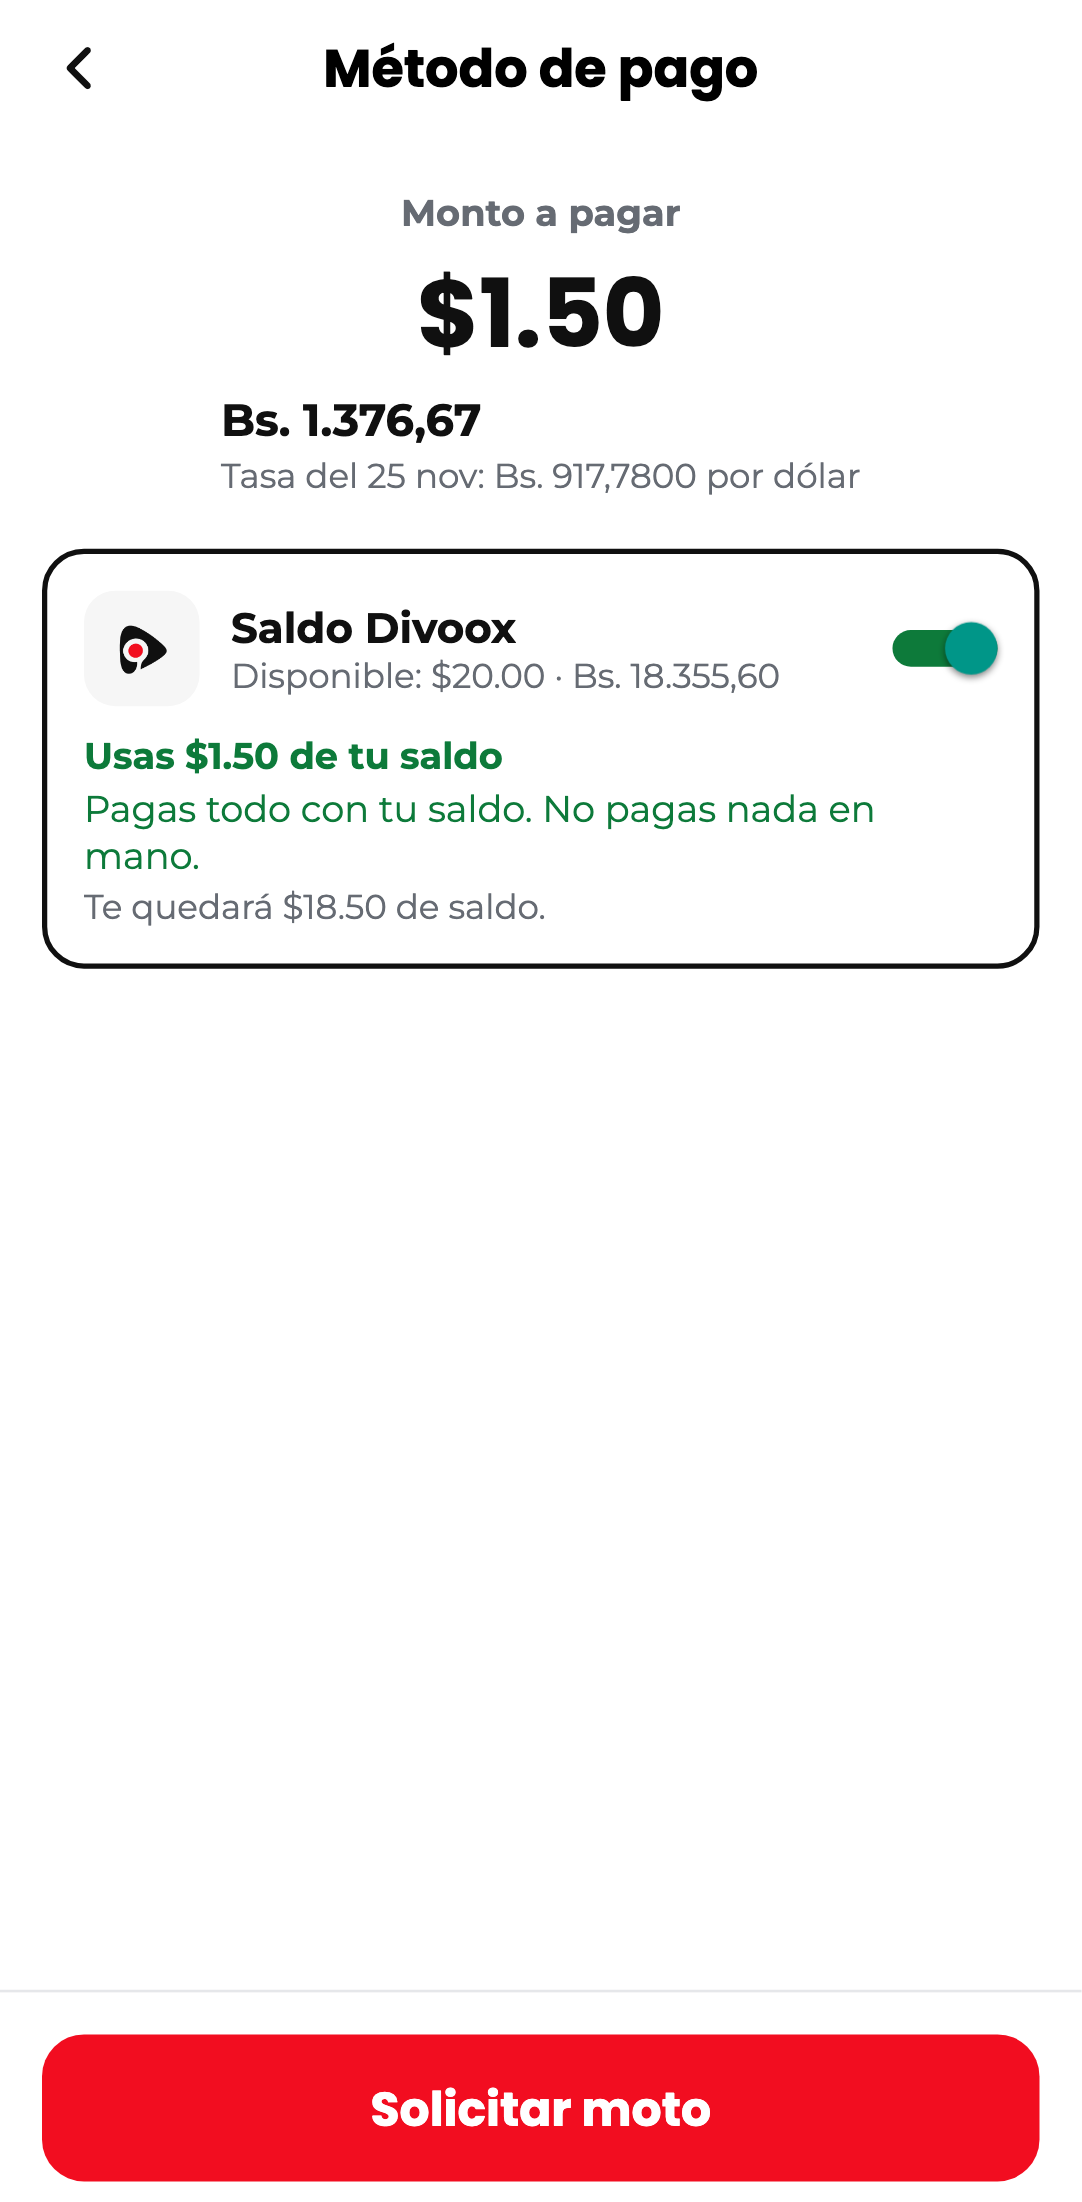 Método de pago
Monto a pagar
$1.50
Bs. 1.376,67
Tasa del 25 nov: Bs. 917,7800 por dólar
Saldo Divoox
Disponible: $20.00 · Bs. 18.355,60
Usas $1.50 de tu saldo
Pagas todo con tu saldo. No pagas nada en
mano.
Te quedará $18.50 de saldo.
Solicitar moto